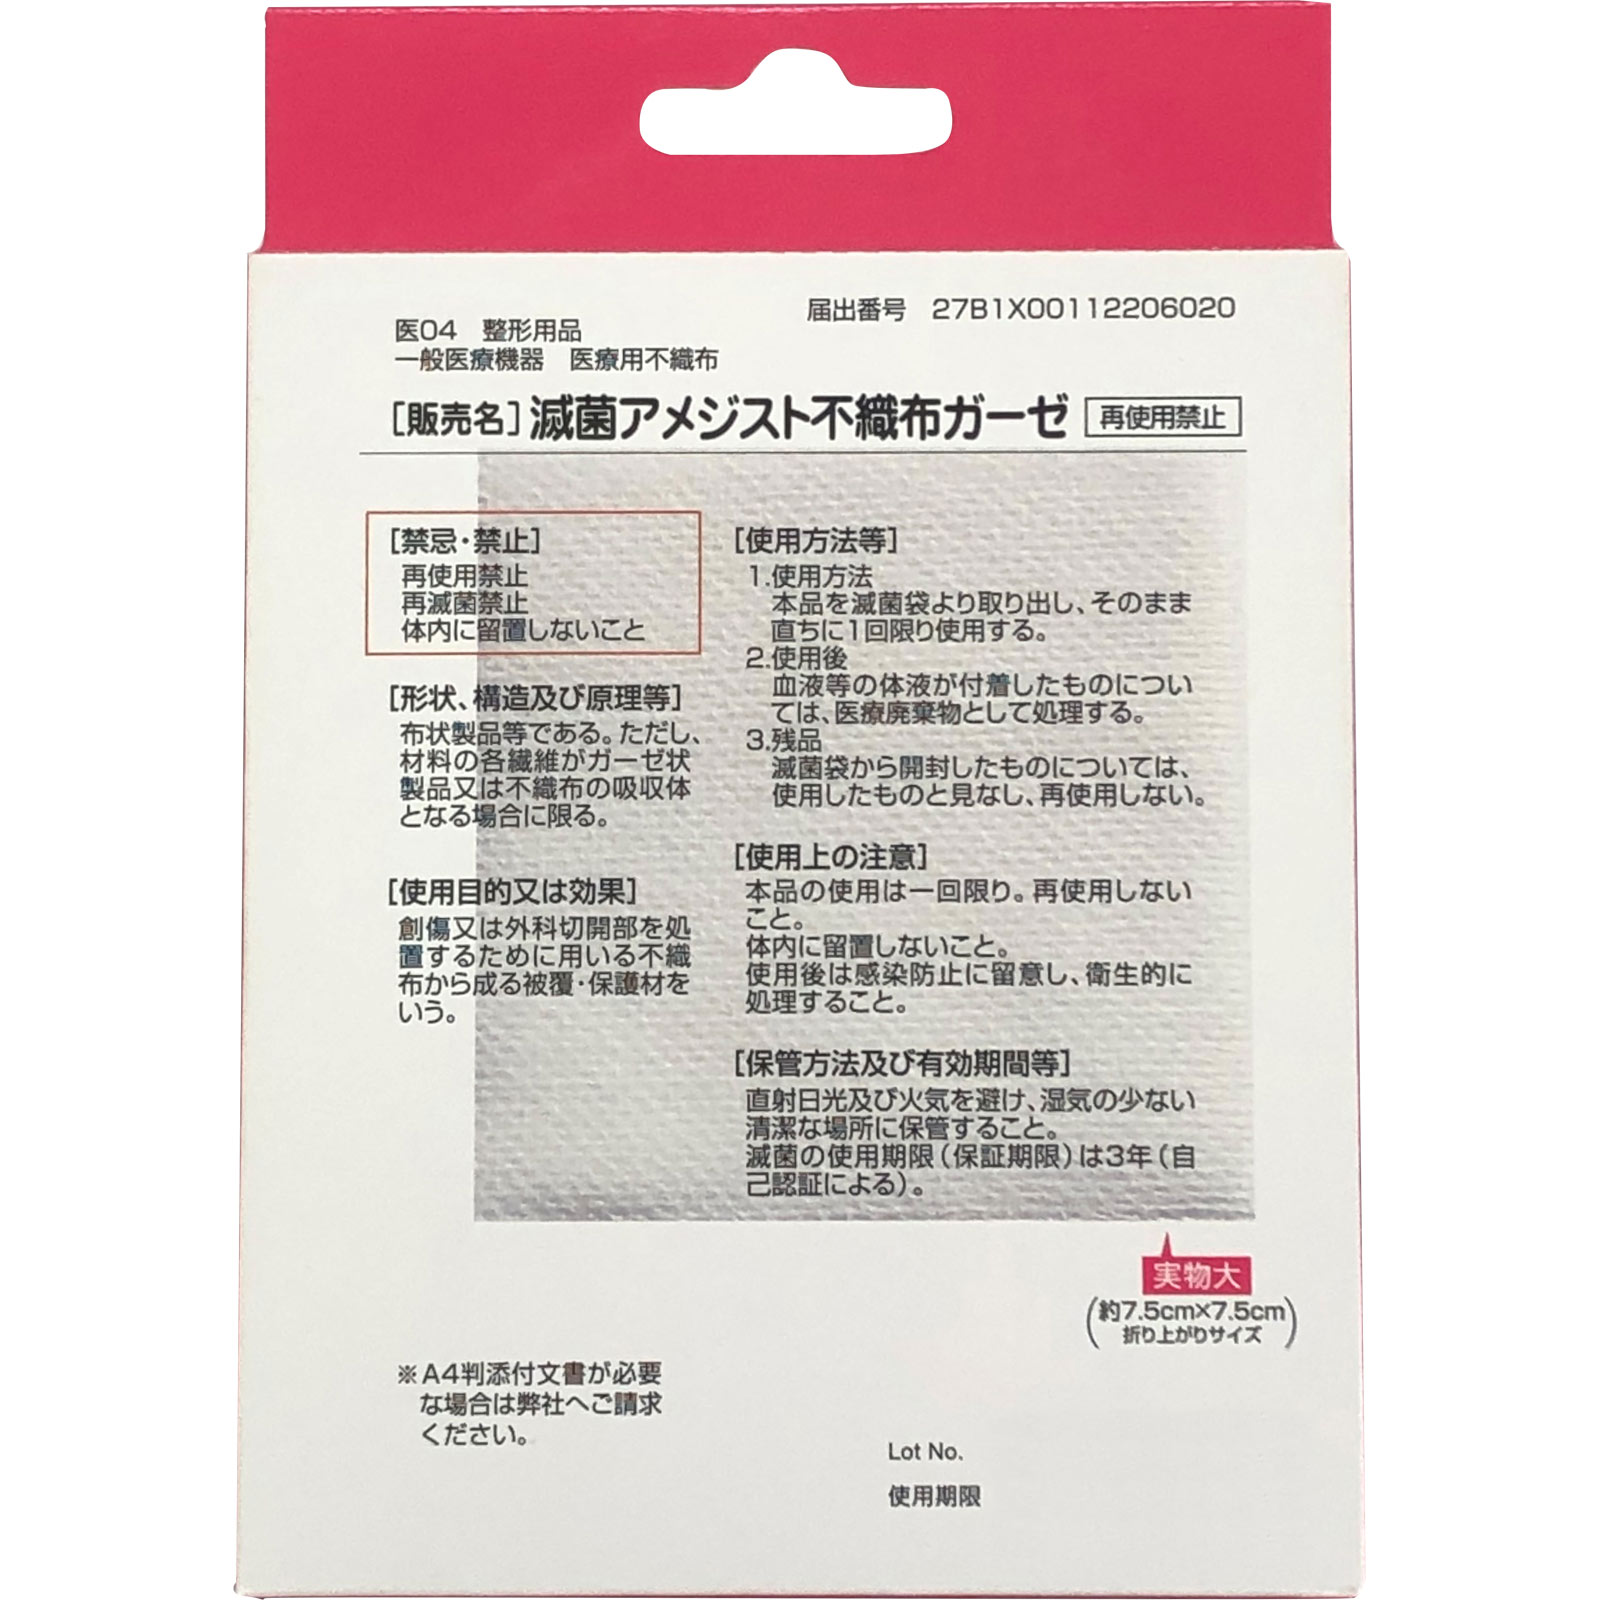 届出番号 27B1X00112206020
医04 整形用品
一般医療機器 医療用不織布
[販売名]滅菌アメジスト不織布ガーゼ 再使用禁止
[禁忌・禁止]
再使用禁止
再滅菌禁止
体内に留置しないこと
[形状、構造及び原理等]
布状製品等である。ただし、
材料の各繊維がガーゼ状
製品又は不織布の吸収体
となる場合に限る。
[使用目的又は効果]
創傷又は外科切開部を処
置するために用いる不織
布から成る被覆・保護材を
いう。
[使用方法等]
1.使用方法
本品を滅菌袋より取り出し、そのまま
直ちに1回限り使用する。
2.使用後
血液等の体液が付着したものについ
ては、医療廃棄物として処理する。
3.残品
滅菌袋から開封したものについては、
使用したものと見なし、再使用しない。
[使用上の注意]
本品の使用は一回限り。再使用しない
こと。
体内に留置しないこと。
使用後は感染防止に留意し、衛生的に
処理すること。
[保管方法及び有効期間等]
直射日光及び火気を避け、湿気の少ない
清潔な場所に保管すること。
滅菌の使用期限(保証期限)は3年(自
己認証による)。
実物大
(約7.5cm×7.5cm
折り上がりサイズ)
※A4判添付文書が必要
な場合は弊社へご請求
ください。
Lot No.
使用期限